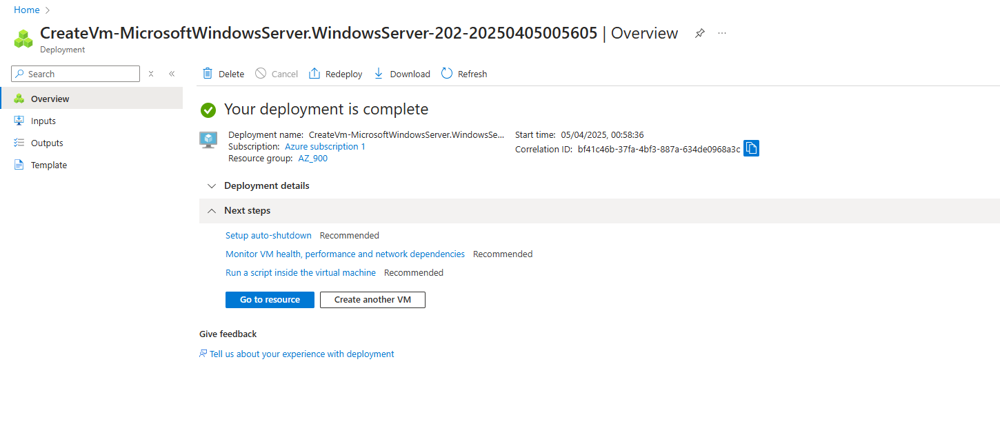 Home
CreateVm-MicrosoftWindowsServer.WindowsServer-202-20250405005605 | Overview
Deployment
Search
Delete
Cancel
Redeploy
Download
Refresh
Overview
Inputs
Outputs
Template
Your deployment is complete
Deployment name: CreateVm-MicrosoftWindowsServer.WindowsSe...
Subscription: Azure subscription 1
Resource group: AZ_900
Start time: 05/04/2025, 00:58:36
Correlation ID: bf41c46b-37fa-4bf3-887a-634de0968a3c
Deployment details
Next steps
Setup auto-shutdown Recommended
Monitor VM health, performance and network dependencies Recommended
Run a script inside the virtual machine Recommended
Go to resource
Create another VM
Give feedback
Tell us about your experience with deployment